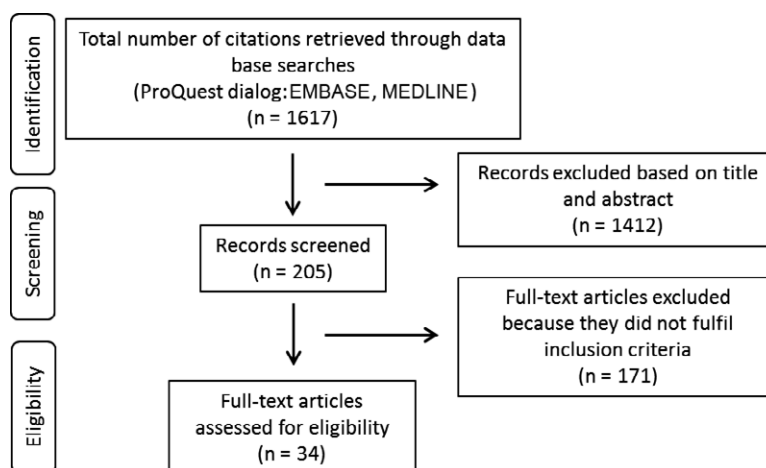 Identification
Total number of citations retrieved through data
base searches
(ProQuest dialog:EMBASE, MEDLINE)
(n = 1617)
Records excluded based on title
and abstract
(n = 1412)
Screening
Records screened
(n = 205)
Full-text articles excluded
because they did not fulfil
inclusion criteria
(n = 171)
Eligibility
Full-text articles
assessed for eligibility
(n = 34)